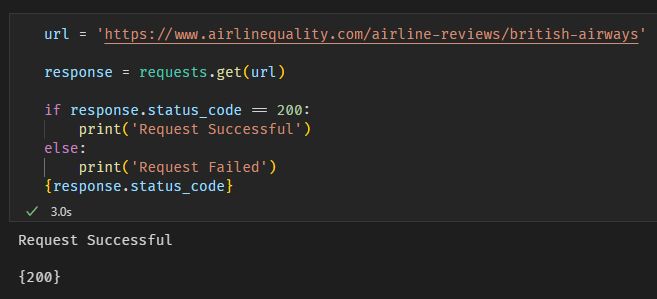 url = 'https://www.airlinequality.com/airline-reviews/british-airways'
response = requests.get(url)
if response.status_code == 200:
print('Request Successful')
else:
print('Request Failed')
{response.status_code}
3.0s
Request Successful
{200}